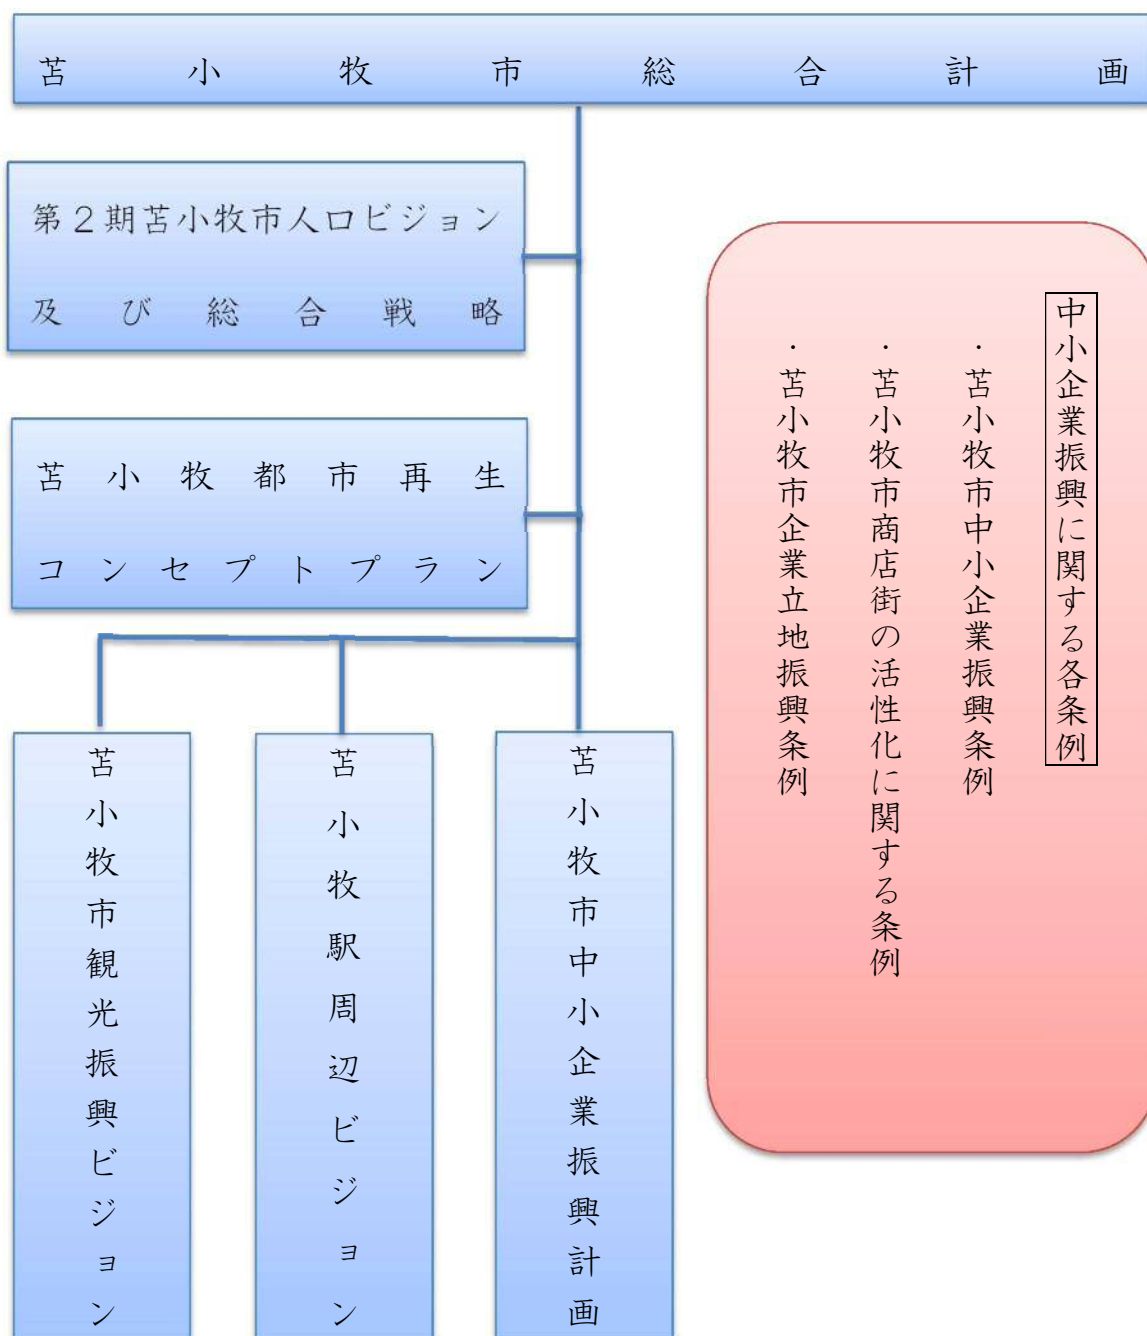 苫小牧市総合計画
第2期苫小牧市人口ビジョン
及び総合戦略
苫小牧都市再生
コンセプトプラン
中小企業振興に関する各条例
・苫小牧市中小企業振興条例
・苫小牧市商店街の活性化に関する条例
・苫小牧市企業立地振興条例
苫小牧市中小企業振興計画
苫小牧駅周辺ビジョン
苫小牧市観光振興ビジョン